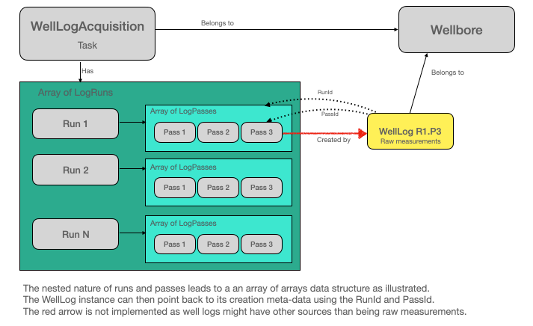 WellLogAcquisition
Task
Belongs to
Wellbore
Has
Belongs to
Array of LogRuns
RunId
Array of LogPasses
PassId
Run 1
Pass 1 Pass 2 Pass 3
Created by
WellLog R1.P3
Raw measurements
Array of LogPasses
Run 2
Pass 1 Pass 2 Pass 3
Array of LogPasses
Run N
Pass 1 Pass 2 Pass 3
The nested nature of runs and passes leads to a an array of arrays data structure as illustrated.
The WellLog instance can then point back to its creation meta-data using the RunId and PassId.
The red arrow is not implemented as well logs might have other sources than being raw measurements.